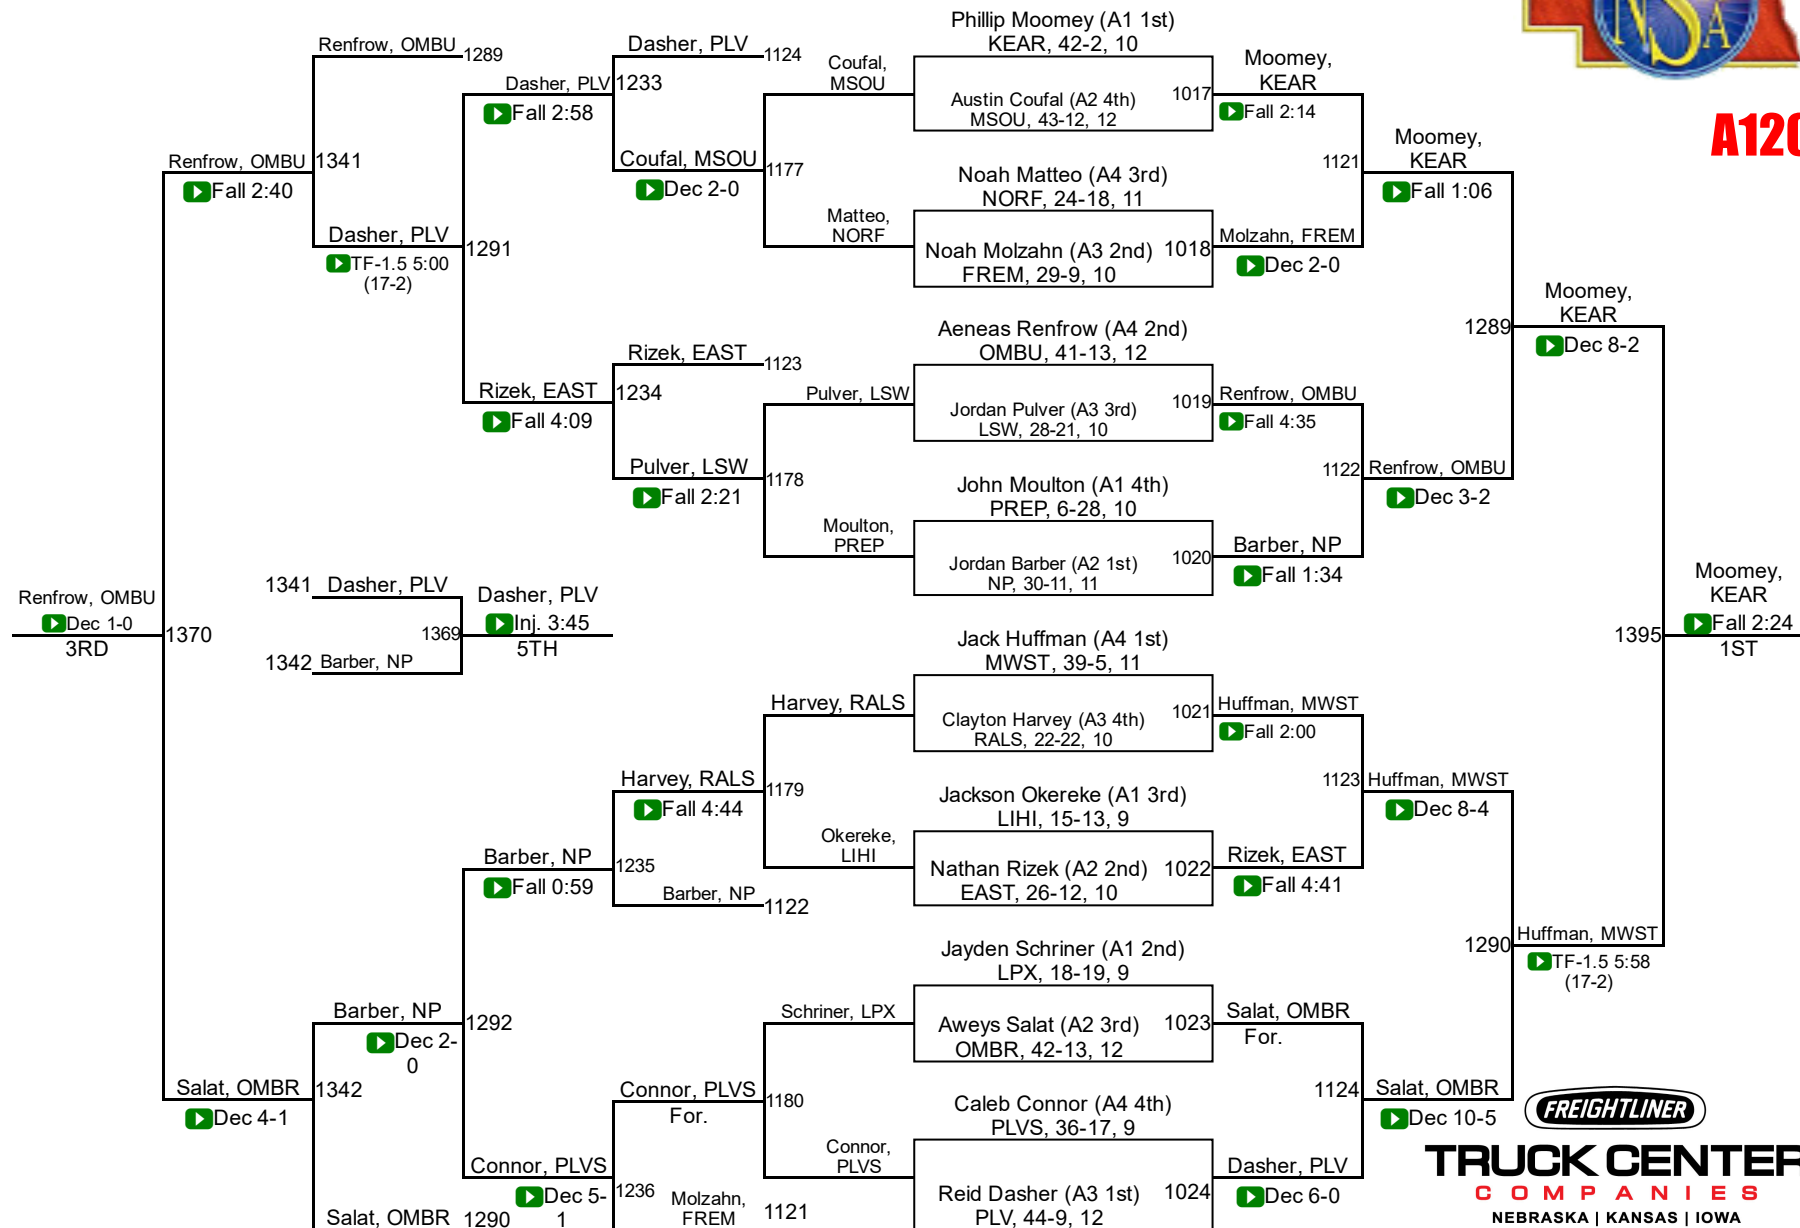 Phillip Moomey (A1 1st)
KEAR, 42-2, 10
Renfrow, OMBU
1289
Dasher, PLV
1124
Coufal,
MSOU
Moomey,
KEAR
NSA
Dasher, PLV
1233
Fall 2:58
Austin Coufal (A2 4th)
MSOU, 43-12, 12
1017
Fall 2:14
A120
Moomey,
KEAR
Renfrow, OMBU
1341
Fall 2:40
Coufal, MSOU
1177
Dec 2-0
Noah Matteo (A4 3rd)
NORF, 24-18, 11
1121
Fall 1:06
Matteo,
NORF
Dasher, PLV
1291
TF-1.5 5:00
(17-2)
Noah Molzahn (A3 2nd)
FREM, 29-9, 10
1018
Molzahn, FREM
Dec 2-0
Moomey,
KEAR
1289
Dec 8-2
Aeneas Renfrow (A4 2nd)
OMBU, 41-13, 12
Rizek, EAST
1123
Rizek, EAST
1234
Fall 4:09
Pulver, LSW
Jordan Pulver (A3 3rd)
LSW, 28-21, 10
1019
Renfrow, OMBU
Fall 4:35
Pulver, LSW
1178
Fall 2:21
John Moulton (A1 4th)
PREP, 6-28, 10
1122
Renfrow, OMBU
Dec 3-2
Moulton,
PREP
Jordan Barber (A2 1st)
NP, 30-11, 11
1020
Barber, NP
Fall 1:34
Renfrow, OMBU
Dec 1-0
3RD
1370
1341
Dasher, PLV
1342
Barber, NP
1369
Dasher, PLV
Inj. 3:45
5TH
Moomey,
KEAR
1395
Fall 2:24
1ST
Jack Huffman (A4 1st)
MWST, 39-5, 11
Harvey, RALS
Clayton Harvey (A3 4th)
RALS, 22-22, 10
1021
Huffman, MWST
Fall 2:00
Harvey, RALS
1179
Fall 4:44
Jackson Okereke (A1 3rd)
LIHI, 15-13, 9
1123
Huffman, MWST
Dec 8-4
Okereke,
LIHI
Barber, NP
1235
Fall 0:59
Barber, NP
1122
Nathan Rizek (A2 2nd)
EAST, 26-12, 10
1022
Rizek, EAST
Fall 4:41
1290
Huffman, MWST
TF-1.5 5:58
(17-2)
Jayden Schriner (A1 2nd)
LPX, 18-19, 9
Barber, NP
1292
Dec 2-
0
Schriner, LPX
Aweys Salat (A2 3rd)
OMBR, 42-13, 12
1023
Salat, OMBR
For.
Salat, OMBR
1342
Dec 4-1
Connor, PLVS
1180
For.
Caleb Connor (A4 4th)
PLVS, 36-17, 9
1124
Salat, OMBR
Dec 10-5
Connor, PLVS
1236
Dec 5-
1
Connor,
PLVS
Reid Dasher (A3 1st)
PLV, 44-9, 12
1024
Dasher, PLV
Dec 6-0
Molzahn,
FREM
1121
Salat, OMBR
1290
FREIGHTLINER
TRUCK CENTER
COMPANIES
NEBRASKA | KANSAS | IOWA